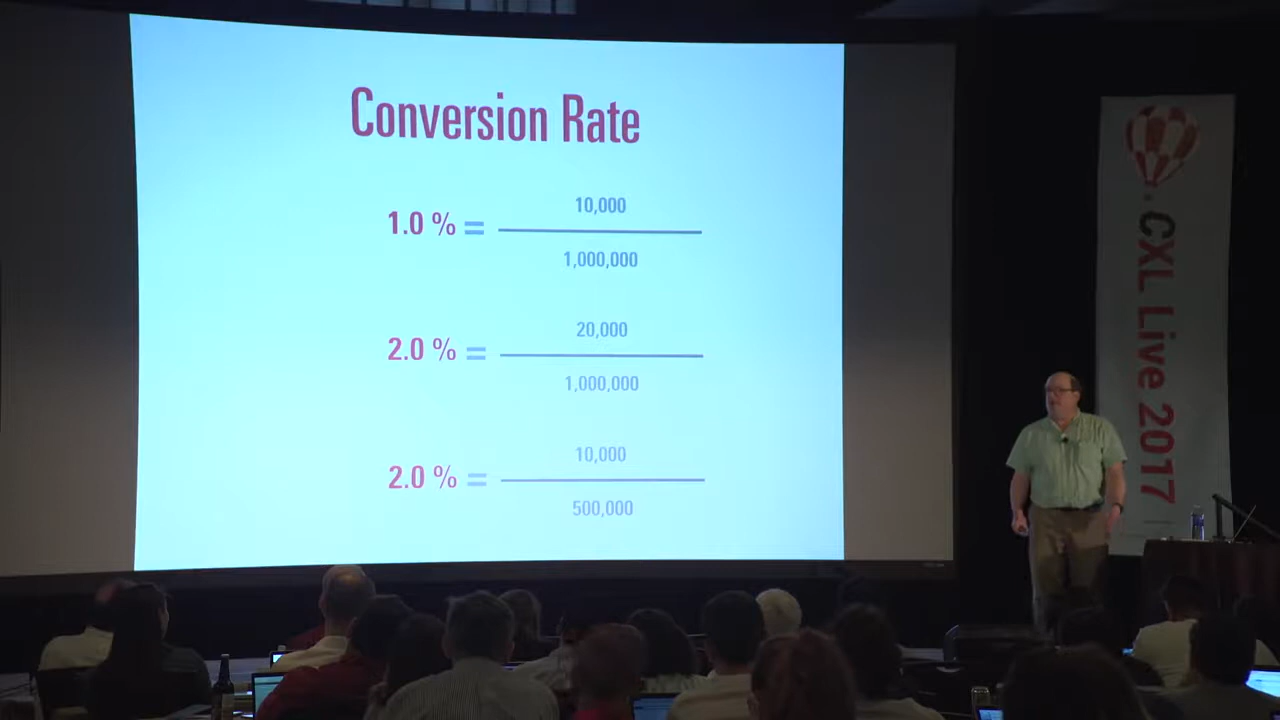 Conversion Rate
10,000
1.0 % =
1,000,000
20,000
2.0 % =
1,000,000
10,000
2.0 % =
500,000
CXL Live 2017